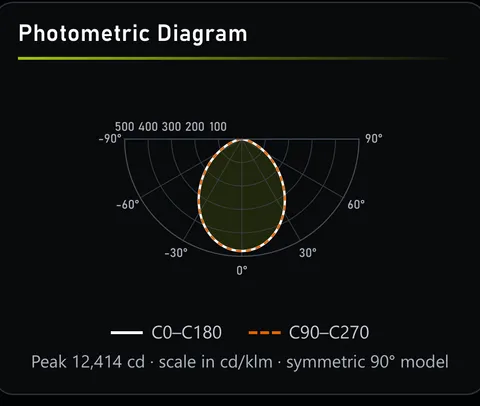 Photometric Diagram
500 400 300 200 100
-90° 90°
-60° 60°
-30° 30°
0°
C0–C180 C90–C270
Peak 12,414 cd · scale in cd/klm · symmetric 90° model